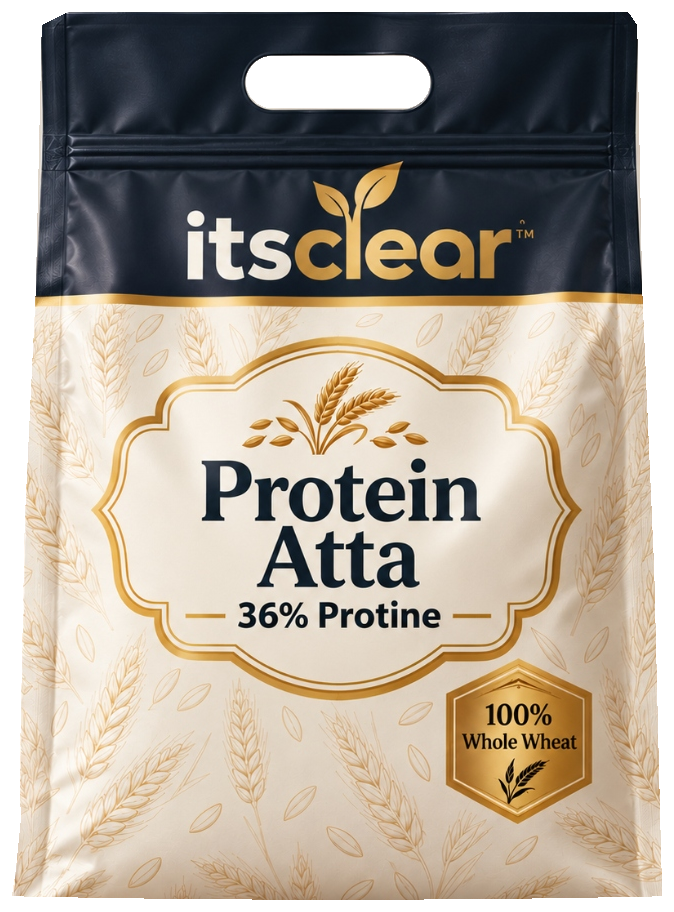 itsclear™
Protein
Atta
36% Protine
100%
Whole Wheat